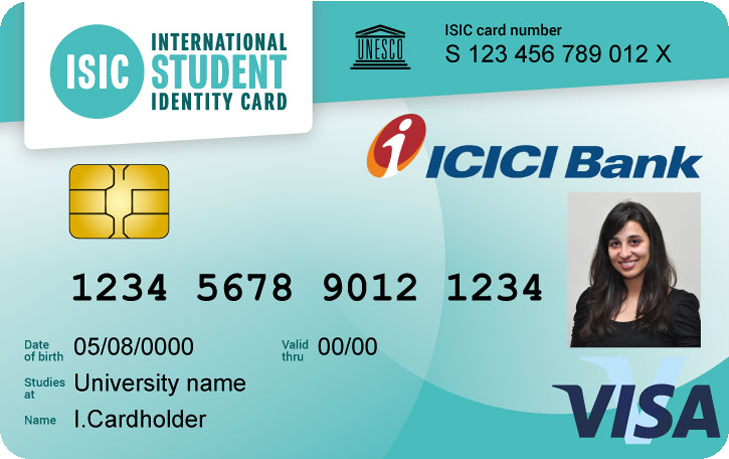 ISIC
INTERNATIONAL
STUDENT
IDENTITY CARD
UNESCO
ISIC card number
S 123 456 789 012 X
i ICICI Bank
1234 5678 9012 1234
Date of birth 05/08/0000
Valid thru 00/00
Studies at University name
Name I.Cardholder
VISA